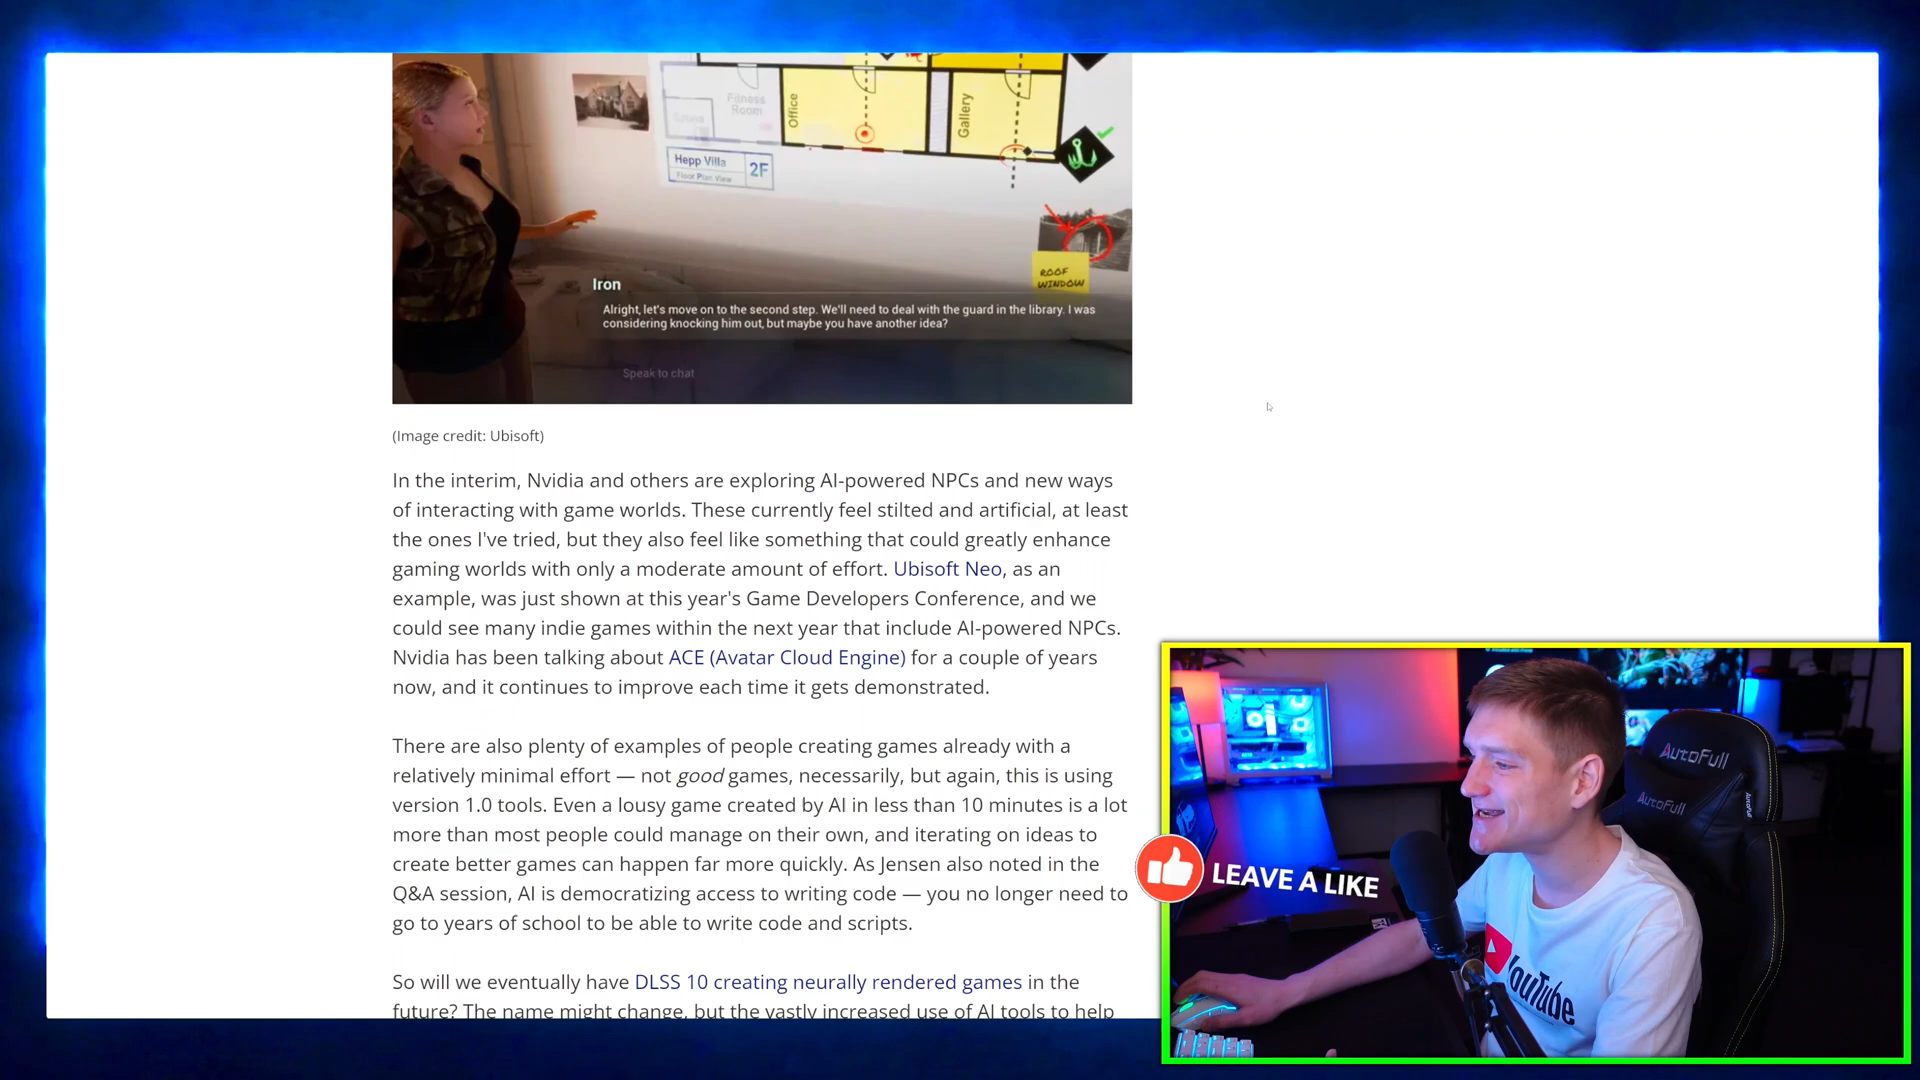 Fitness
Room
Office
Gallery
Hepp Villa
Floor Plan View
2F
ROOF
WINDOW
Iron
Alright, let's move on to the second step. We'll need to deal with the guard in the library. I was
considering knocking him out, but maybe you have another idea?
Speak to chat
(Image credit: Ubisoft)
In the interim, Nvidia and others are exploring AI-powered NPCs and new ways
of interacting with game worlds. These currently feel stilted and artificial, at least
the ones I've tried, but they also feel like something that could greatly enhance
gaming worlds with only a moderate amount of effort. Ubisoft Neo, as an
example, was just shown at this year's Game Developers Conference, and we
could see many indie games within the next year that include AI-powered NPCs.
Nvidia has been talking about ACE (Avatar Cloud Engine) for a couple of years
now, and it continues to improve each time it gets demonstrated.
There are also plenty of examples of people creating games already with a
relatively minimal effort — not good games, necessarily, but again, this is using
version 1.0 tools. Even a lousy game created by AI in less than 10 minutes is a lot
more than most people could manage on their own, and iterating on ideas to
create better games can happen far more quickly. As Jensen also noted in the
Q&A session, AI is democratizing access to writing code — you no longer need to
go to years of school to be able to write code and scripts.
So will we eventually have DLSS 10 creating neurally rendered games in the
future? The name might change, but the vastly increased use of AI tools to help
LEAVE A LIKE
AutoFull
AutoFull
YouTube